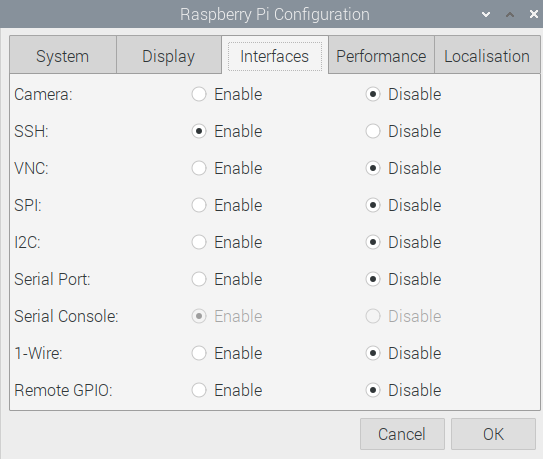 Raspberry Pi Configuration
System Display Interfaces Performance Localisation
Camera: Enable Disable
SSH: Enable Disable
VNC: Enable Disable
SPI: Enable Disable
I2C: Enable Disable
Serial Port: Enable Disable
Serial Console: Enable Disable
1-Wire: Enable Disable
Remote GPIO: Enable Disable
Cancel OK